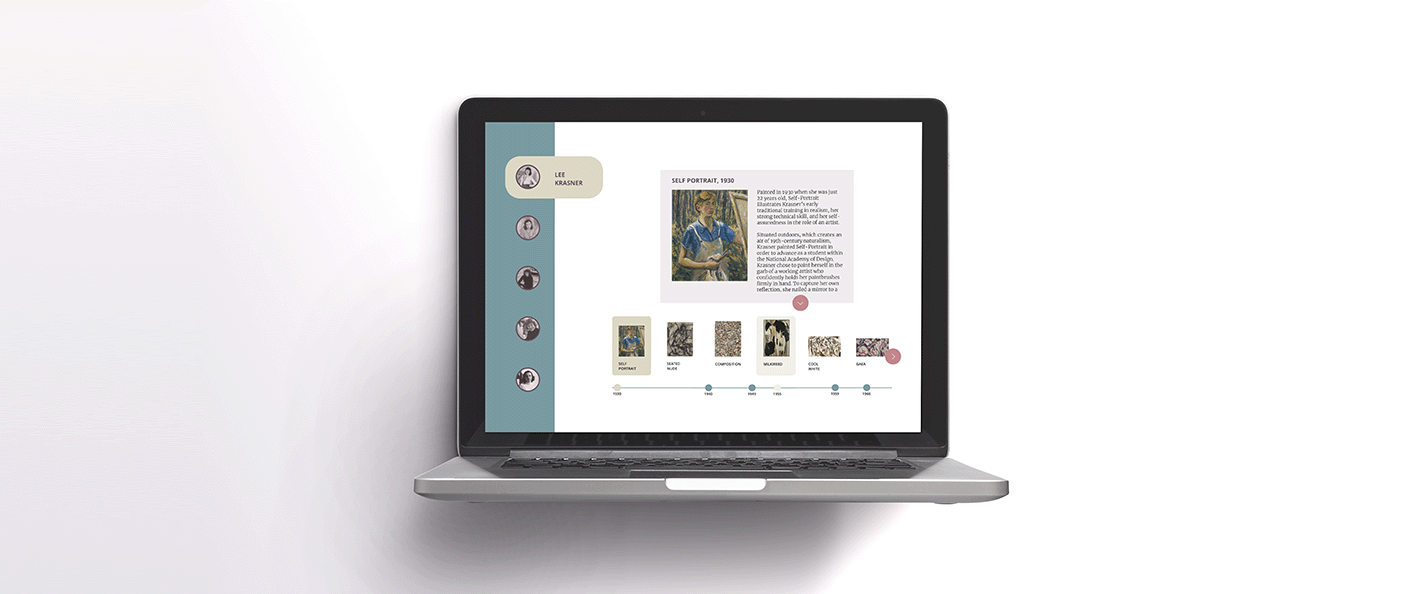 LEE
KRASNER
SELF PORTRAIT, 1930
Painted in 1930 when she was just
22 years old, Self-Portrait
illustrates Krasner's early
traditional training in realism, her
strong technical skill, and her self-
assuredness in the role of an artist.
Situated outdoors, which creates an
air of 19th-century naturalism,
Krasner painted Self-Portrait in
order to advance as a student within
the National Academy of Design.
Krasner chose to paint herself in the
garb of a working artist who
confidently holds her paintbrushes
firmly in hand. To capture her own
reflection, she nailed a mirror to a
SELF
PORTRAIT
SEATED
NUDE
COMPOSITION
MILKWEED
COOL
WHITE
GAEA
1930
1940
1949
1955
1959
1966